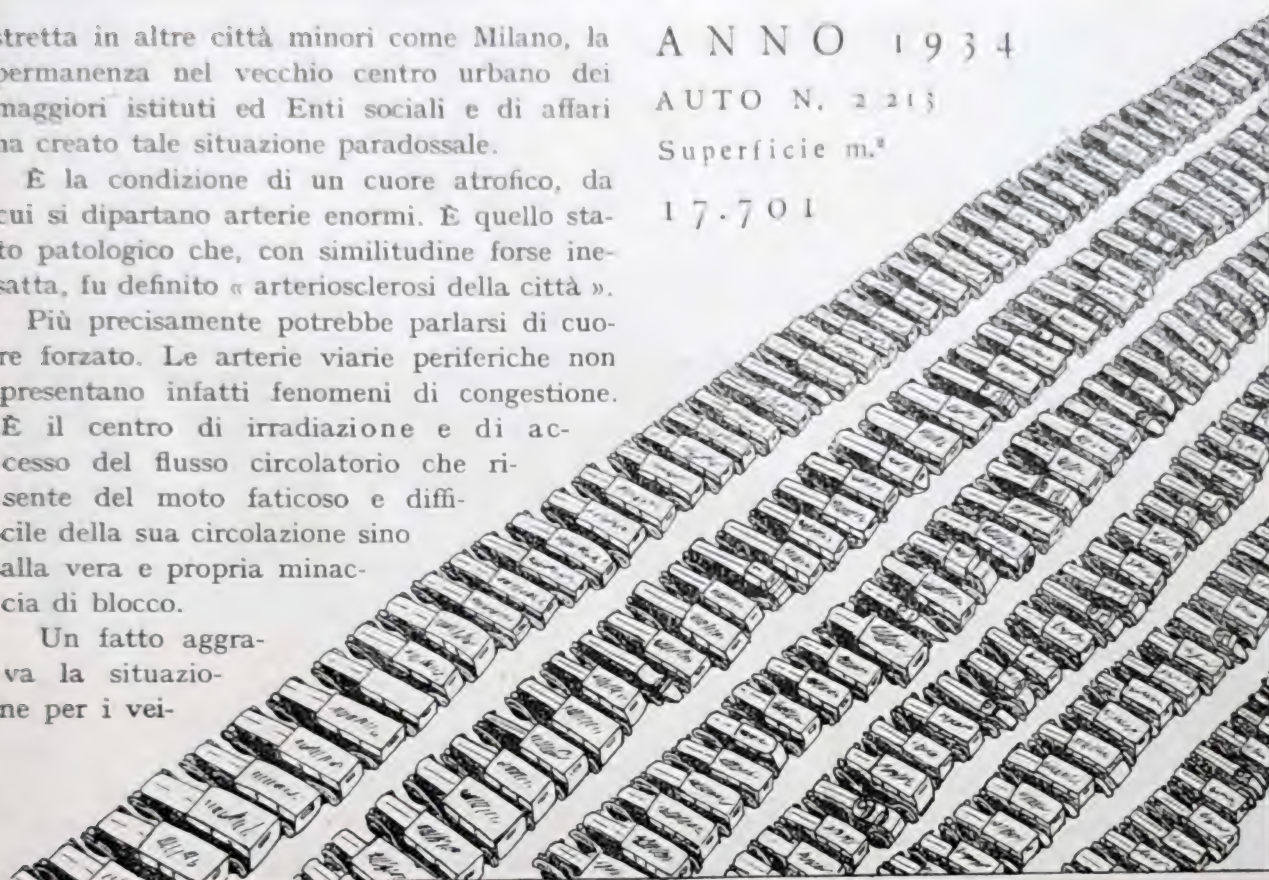 stretta in altre città minori come Milano, la
permanenza nel vecchio centro urbano dei
maggiori istituti ed Enti sociali e di affari
ha creato tale situazione paradossale.
È la condizione di un cuore atrofico, da
cui si dipartano arterie enormi. È quello sta-
to patologico che, con similitudine forse ine-
satta, fu definito « arteriosclerosi della città ».
Più precisamente potrebbe parlarsi di cuo-
re forzato. Le arterie viarie periferiche non
presentano infatti fenomeni di congestione.
È il centro di irradiazione e di ac-
cesso del flusso circolatorio che ri-
sente del moto faticoso e diffi-
cile della sua circolazione sino
alla vera e propria minac-
cia di blocco.
Un fatto aggra-
va la situazio-
ne per i vei-
ANNO 1934
AUTO N. 2213
Superficie m.²
17.701